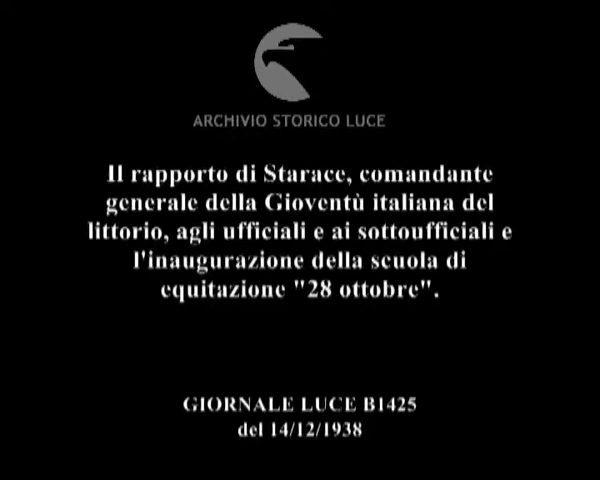 ARCHIVIO STORICO LUCE
Il rapporto di Starace, comandante
generale della Gioventù italiana del
littorio, agli ufficiali e ai sottoufficiali e
l'inaugurazione della scuola di
equitazione "28 ottobre".
GIORNALE LUCE B1425
del 14/12/1938